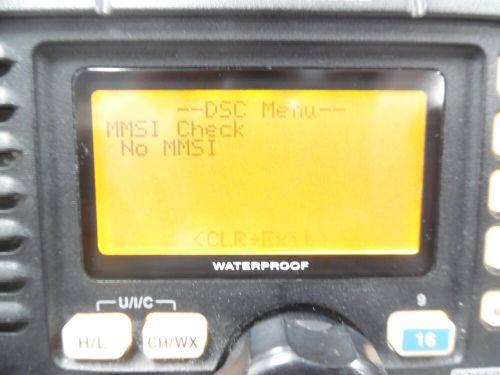 --DSC Menu--
MMSI Check
No MMSI
<CLR→Exit>
WATERPROOF
U/I/C
9
H/L CH/WX 16